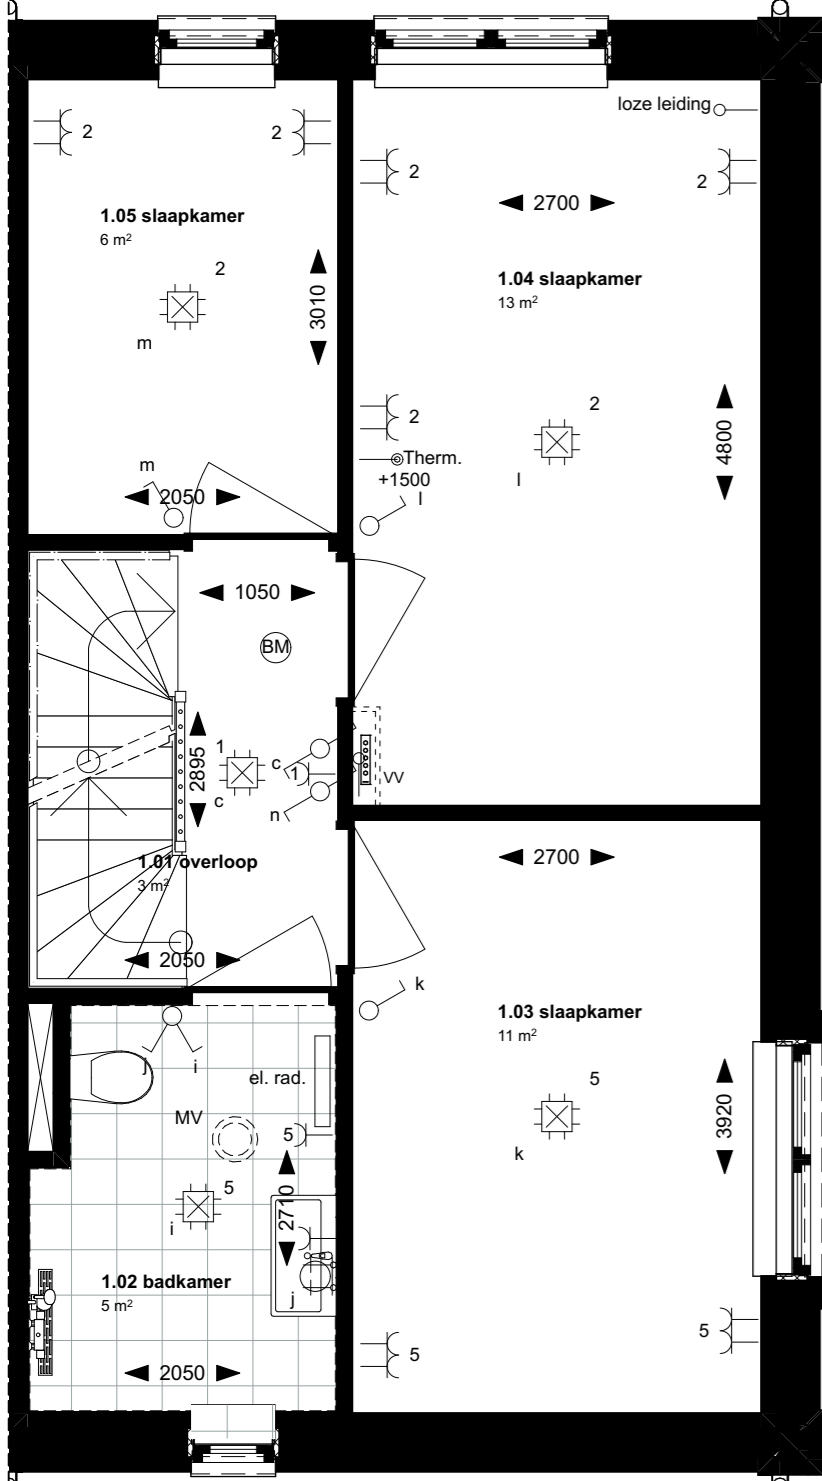 loze leiding
2
2
2
2
2700
1.05 slaapkamer
6 m²
2
3010
m
1.04 slaapkamer
13 m²
2
2
4800
Therm.
+1500
l
l
m
2050
1050
BM
1
2895
c
1
c
n
VV
1.01 overloop
3 m²
2050
2700
k
1.03 slaapkamer
11 m²
5
3920
k
j
i
el. rad.
MV
5
5
2710
i
1.02 badkamer
5 m²
j
2050
5
5